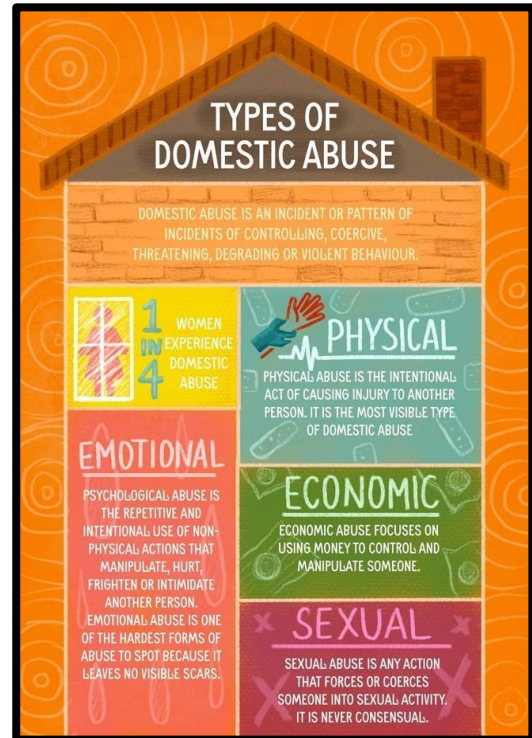 TYPES OF
DOMESTIC ABUSE
DOMESTIC ABUSE IS AN INCIDENT OR PATTERN OF
INCIDENTS OF CONTROLLING, COERCIVE,
THREATENING, DEGRADING OR VIOLENT BEHAVIOUR.
1
IN
4
WOMEN
EXPERIENCE
DOMESTIC
ABUSE
PHYSICAL
PHYSICAL ABUSE IS THE INTENTIONAL
ACT OF CAUSING INJURY TO ANOTHER
PERSON. IT IS THE MOST VISIBLE TYPE
OF DOMESTIC ABUSE
EMOTIONAL
PSYCHOLOGICAL ABUSE IS
THE REPETITIVE AND
INTENTIONAL USE OF NON-
PHYSICAL ACTIONS THAT
MANIPULATE, HURT,
FRIGHTEN OR INTIMIDATE
ANOTHER PERSON.
EMOTIONAL ABUSE IS ONE
OF THE HARDEST FORMS OF
ABUSE TO SPOT BECAUSE IT
LEAVES NO VISIBLE SCARS.
ECONOMIC
ECONOMIC ABUSE FOCUSES ON
USING MONEY TO CONTROL AND
MANIPULATE SOMEONE.
SEXUAL
SEXUAL ABUSE IS ANY ACTION
THAT FORCES OR COERCES
SOMEONE INTO SEXUAL ACTIVITY.
IT IS NEVER CONSENSUAL.